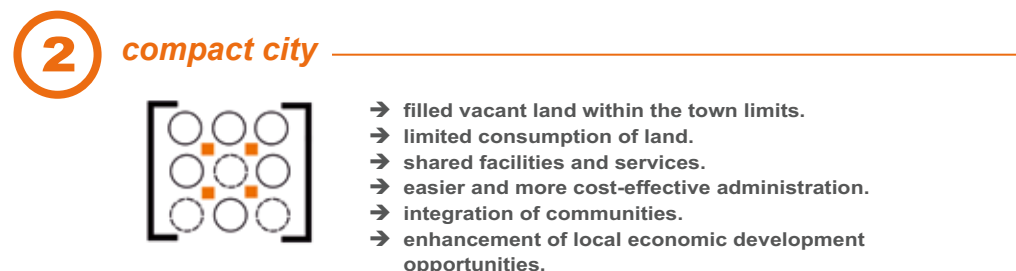 2
compact city
➔ filled vacant land within the town limits.
➔ limited consumption of land.
➔ shared facilities and services.
➔ easier and more cost-effective administration.
➔ integration of communities.
➔ enhancement of local economic development
opportunities.